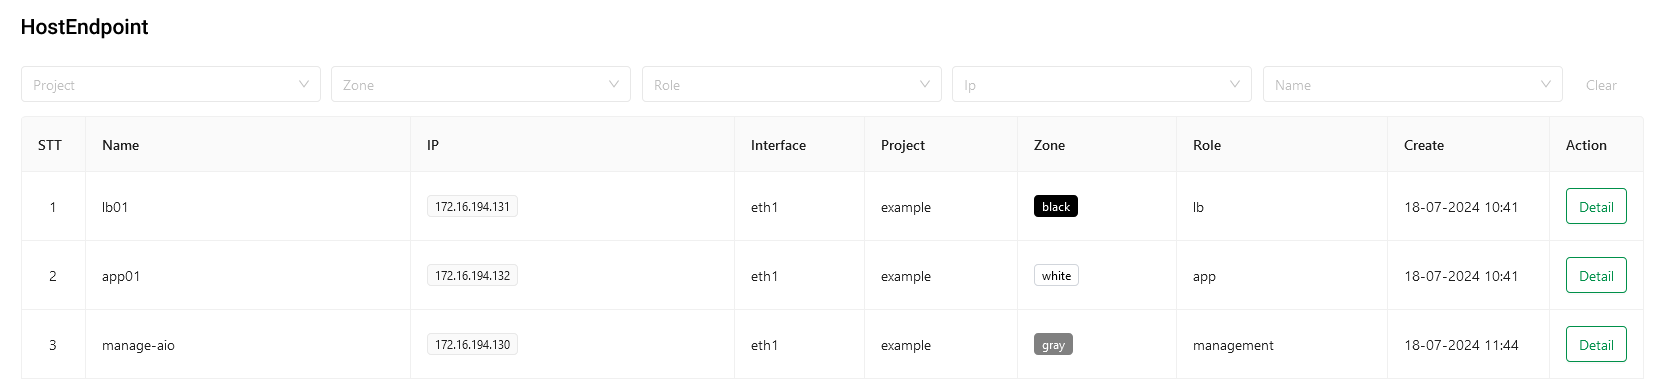 HostEndpoint
Project Zone Role Ip Name Clear
STT Name IP Interface Project Zone Role Create Action
1 lb01 172.16.194.131 eth1 example black lb 18-07-2024 10:41 Detail
2 app01 172.16.194.132 eth1 example white app 18-07-2024 10:41 Detail
3 manage-aio 172.16.194.130 eth1 example gray management 18-07-2024 11:44 Detail